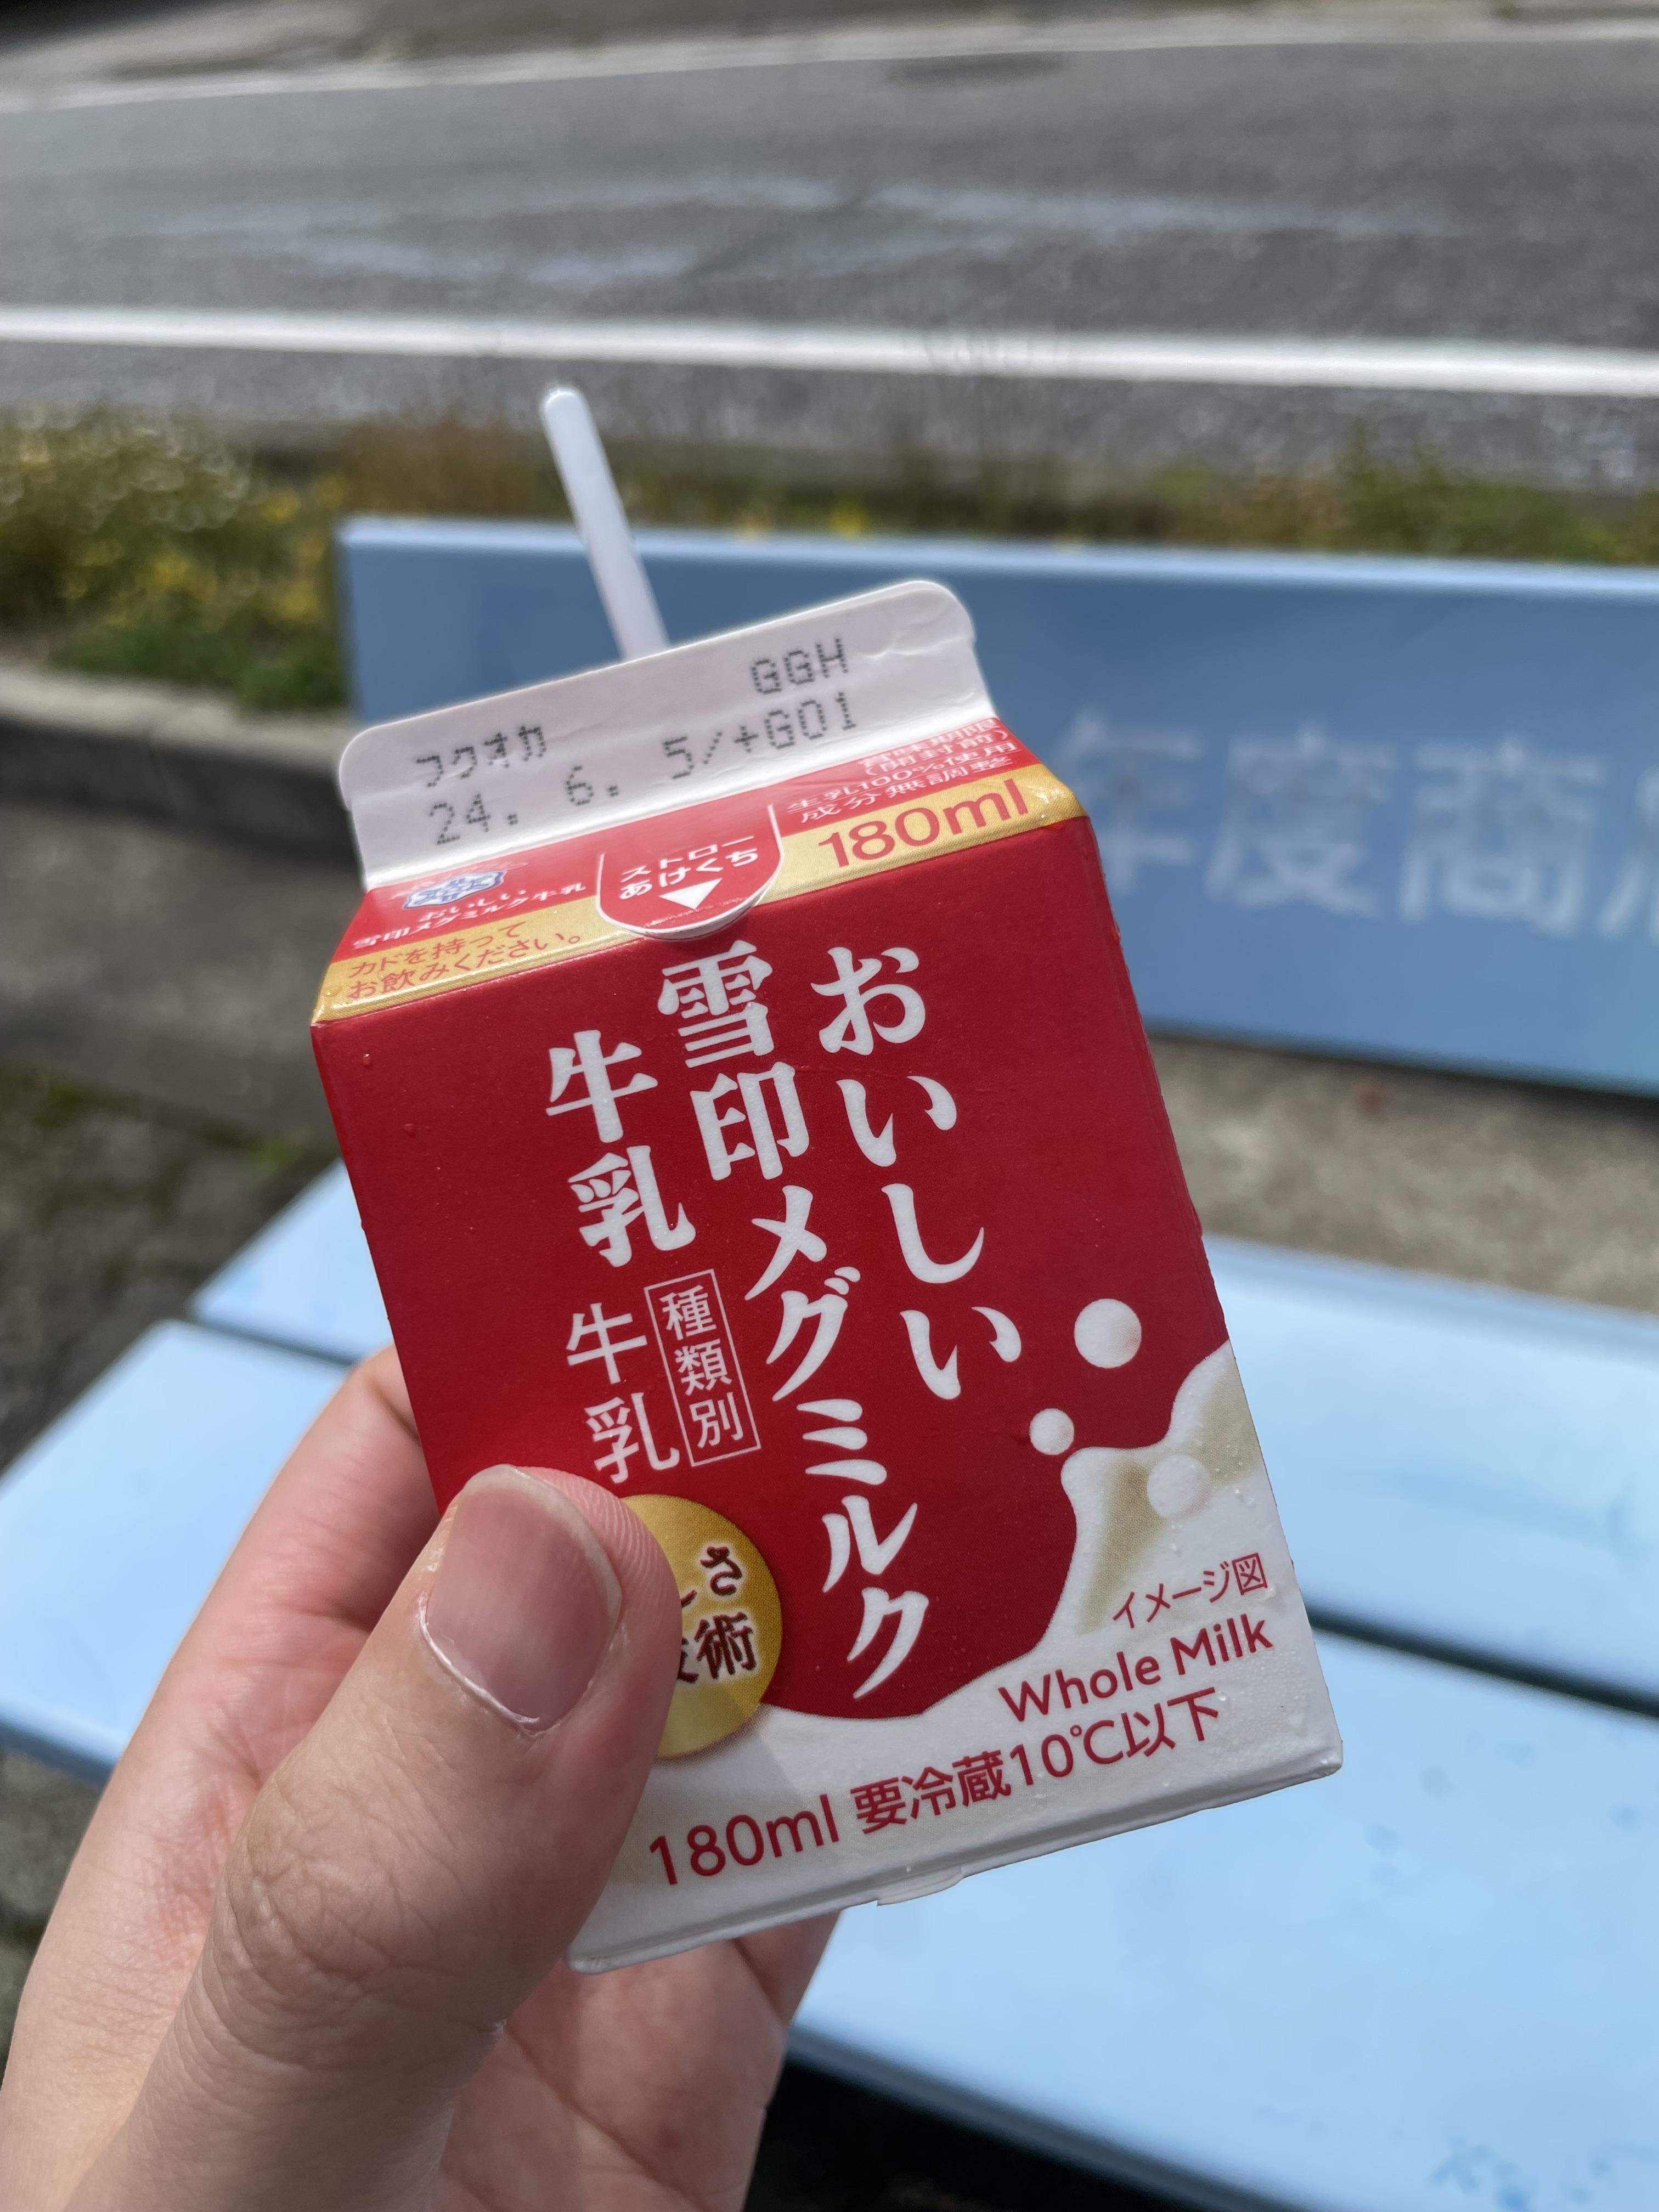 GGH
フクオカ
24. 6. 5/+G01
賞味期限
(開封前)
生乳100%使用
成分無調整
180ml
ストロー
あけくち
おいしい
雪印メグミルク牛乳
カドを持って
お飲みください。
おいしい
雪印メグミルク
牛乳
種類別
牛乳
さ
術
イメージ図
Whole Milk
180ml 要冷蔵10℃以下
年度商